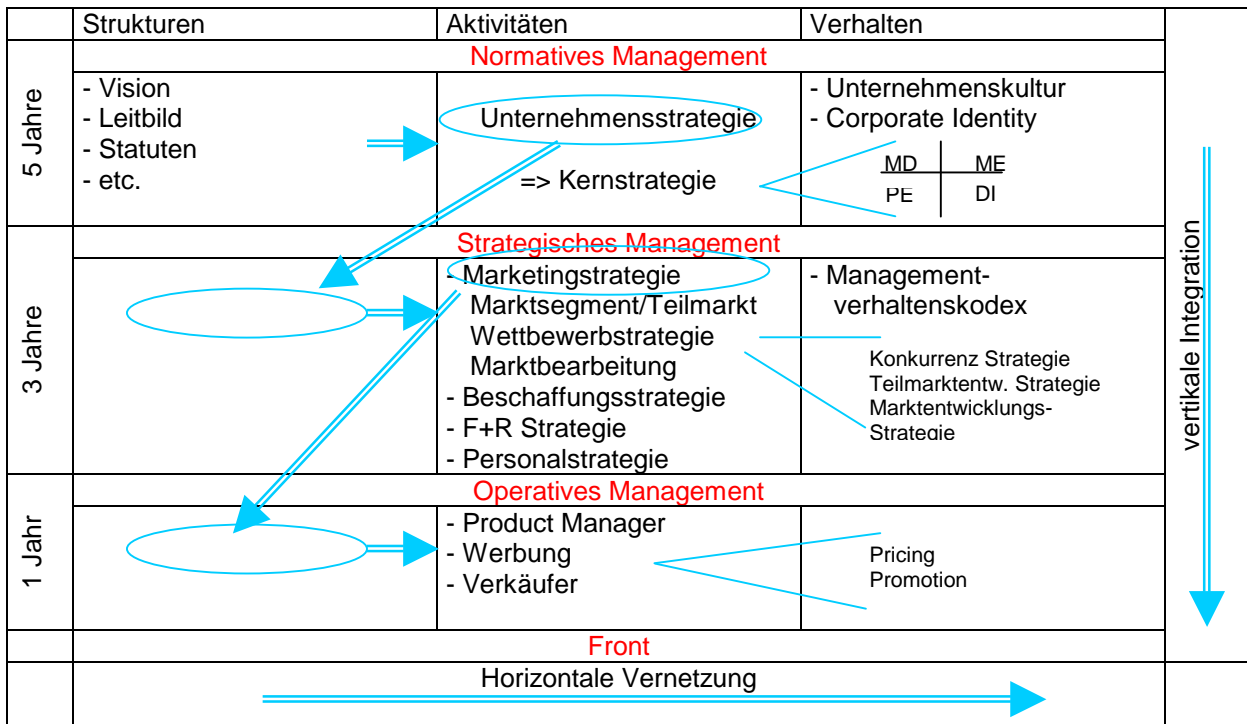 Strukturen
Aktivitäten
Verhalten
Normatives Management
5 Jahre
- Vision
- Leitbild
- Statuten
- etc.
Unternehmensstrategie
=> Kernstrategie
- Unternehmenskultur
- Corporate Identity
MD ME
PE DI
Strategisches Management
3 Jahre
- Marketingstrategie
Marktsegment/Teilmarkt
Wettbewerbstrategie
Marktbearbeitung
- Beschaffungsstrategie
- F+R Strategie
- Personalstrategie
- Management-
verhaltenskodex
Konkurrenz Strategie
Teilmarktentw. Strategie
Marktentwicklungs-
Strategie
Operatives Management
1 Jahr
- Product Manager
- Werbung
- Verkäufer
Pricing
Promotion
Front
Horizontale Vernetzung
vertikale Integration